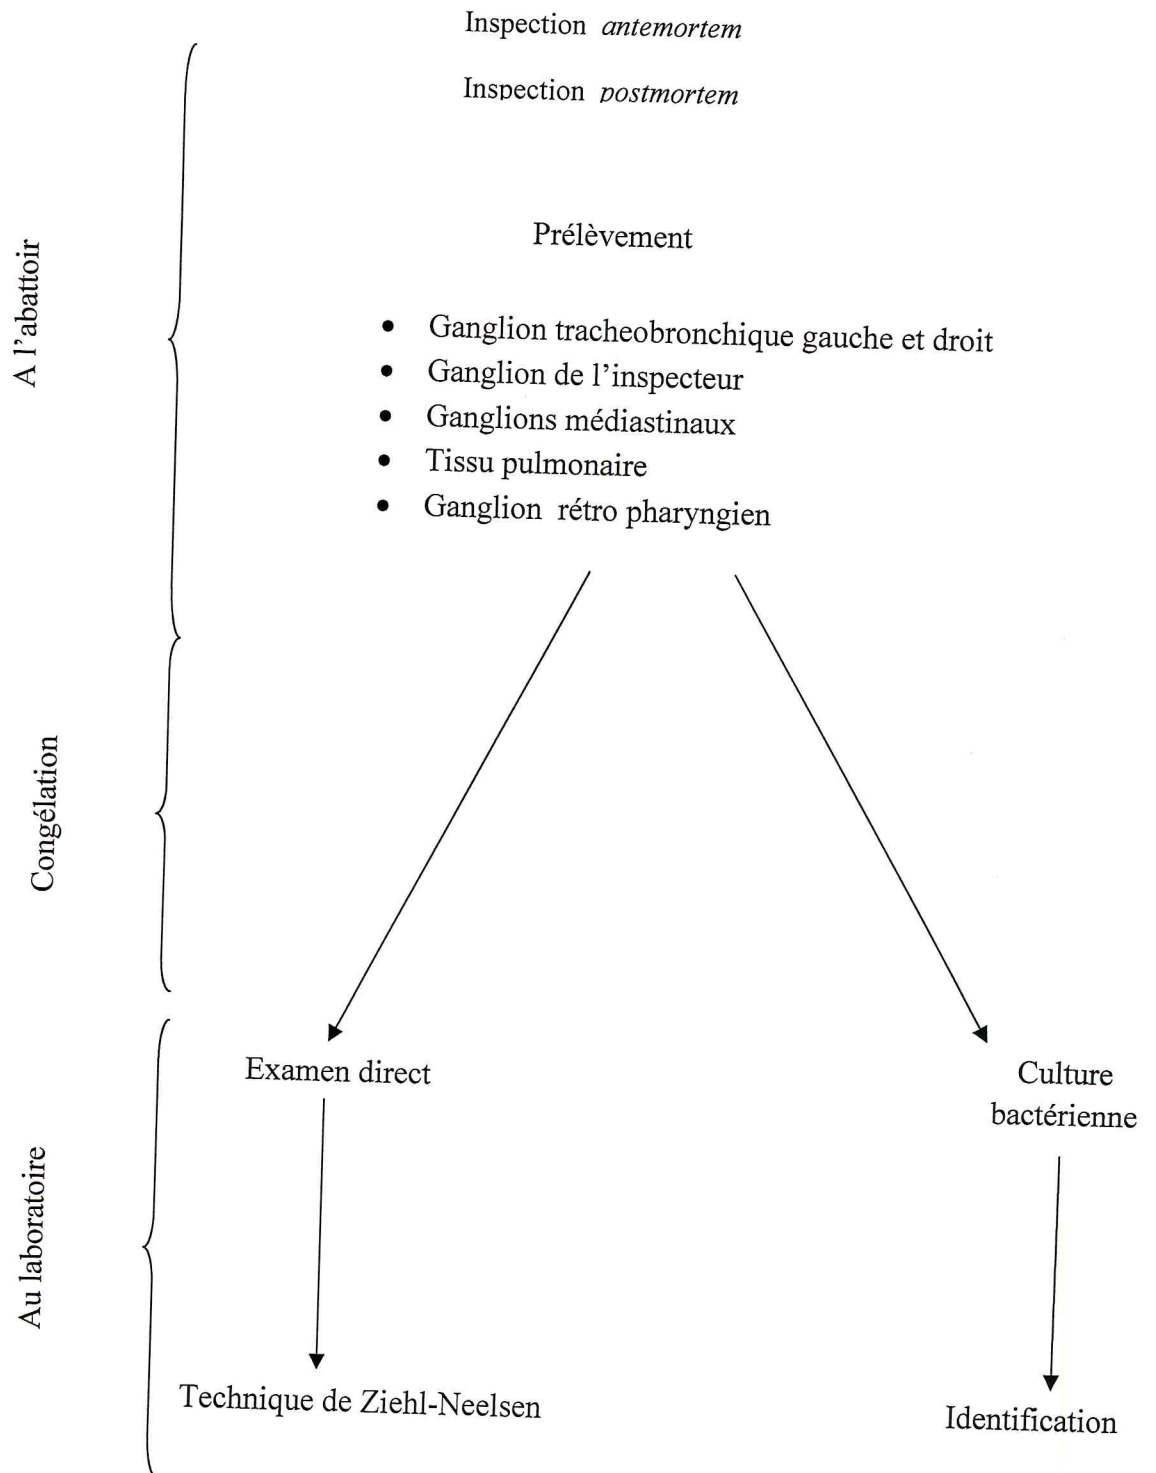 Inspection antemortem
Inspection postmortem
A l'abattoir
Prélèvement
• Ganglion tracheobronchique gauche et droit
• Ganglion de l'inspecteur
• Ganglions médiastinaux
• Tissu pulmonaire
• Ganglion rétro pharyngien
Congélation
Au laboratoire
Examen direct
Culture
bactérienne
Technique de Ziehl-Neelsen
Identification